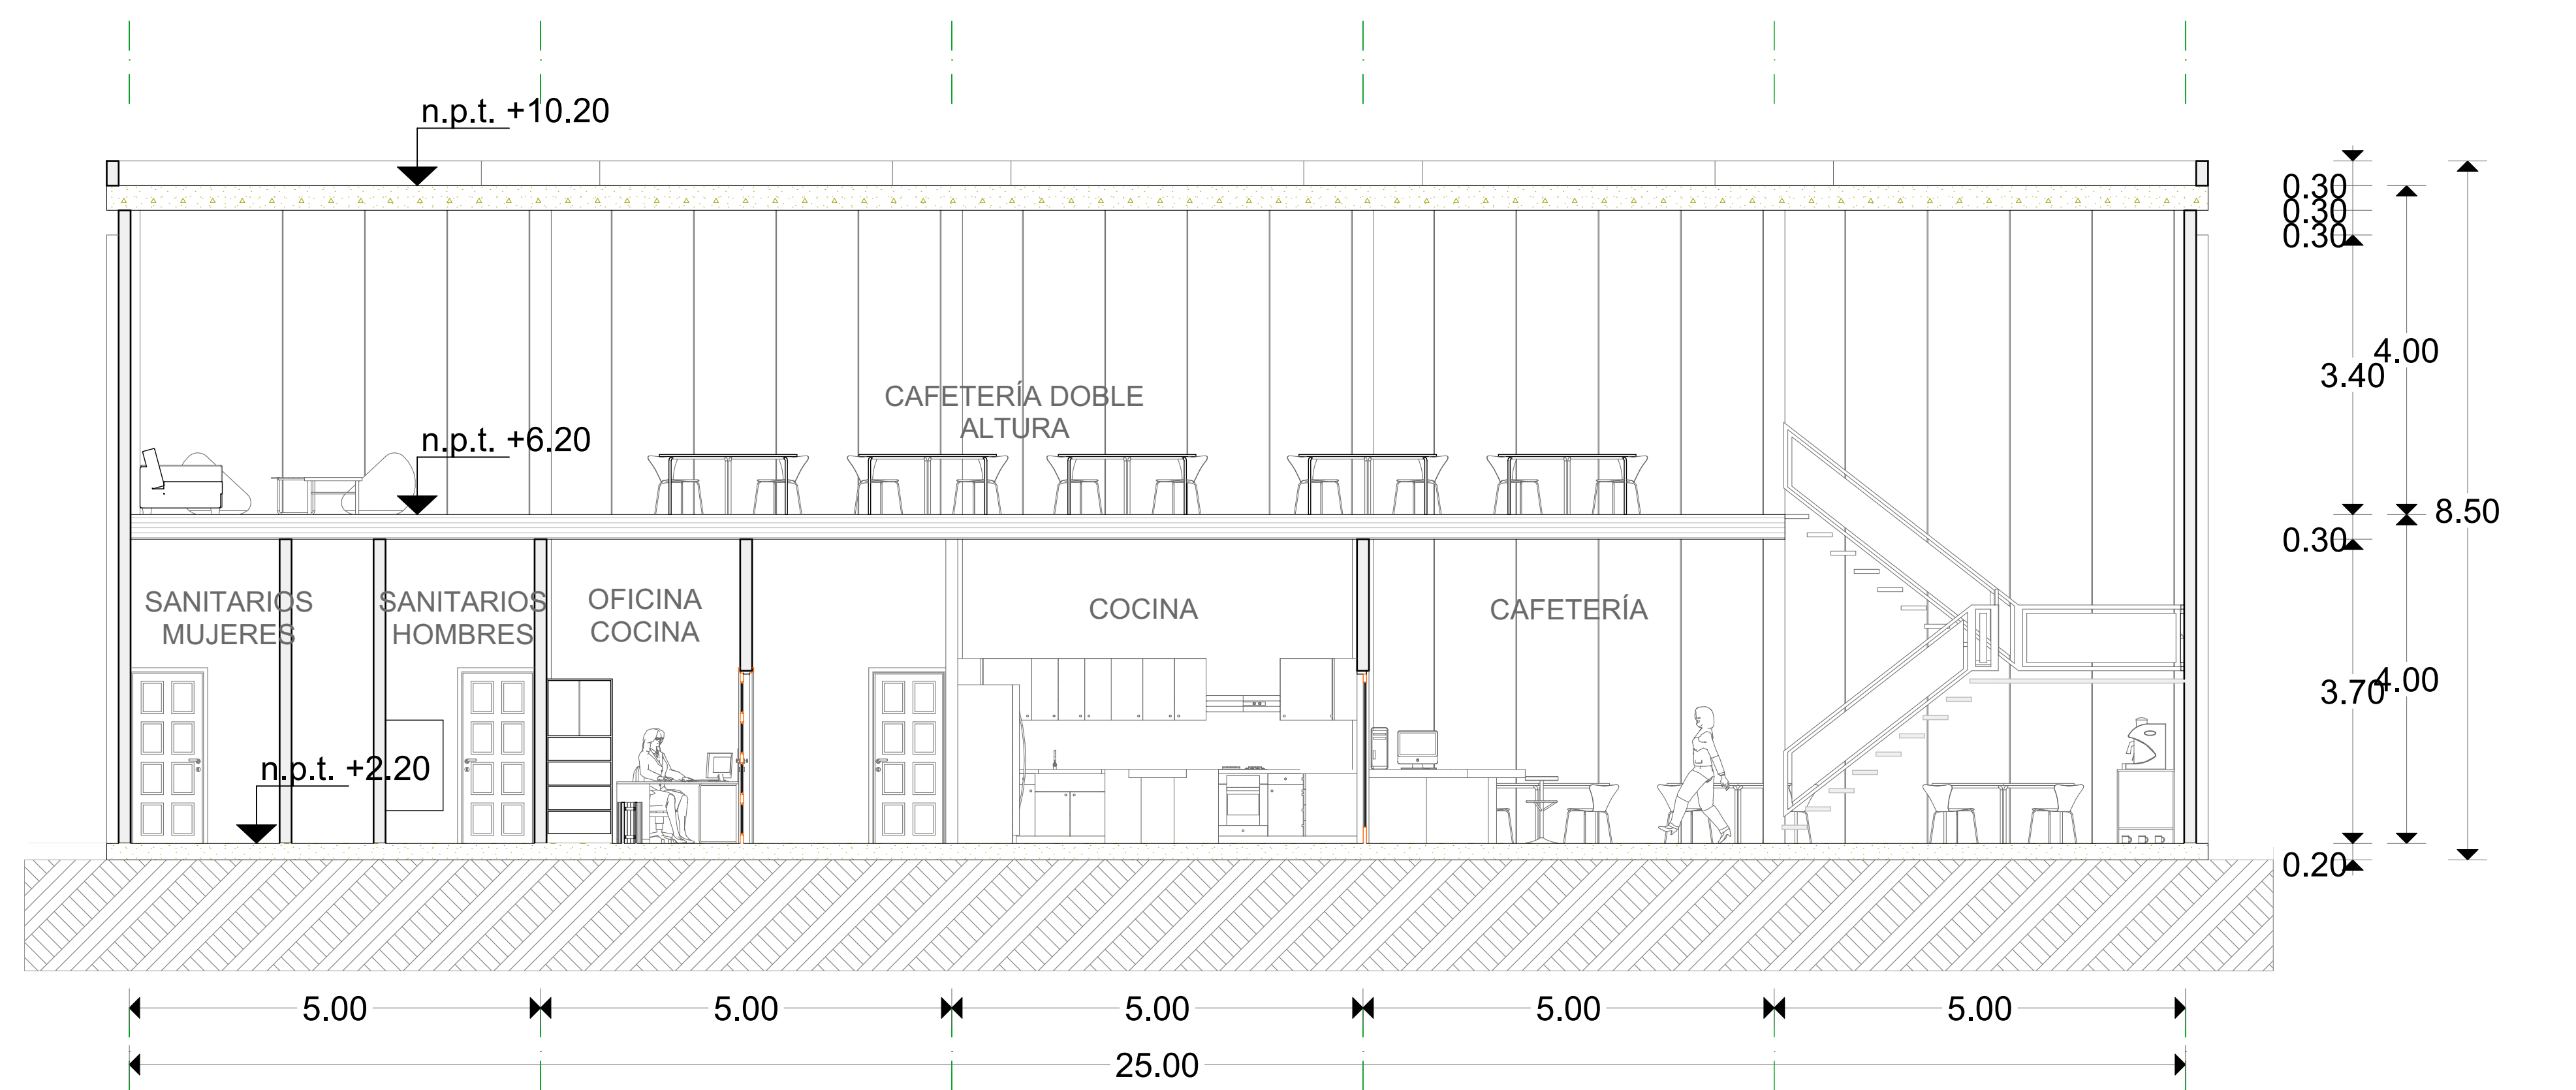 n.p.t. +10.20
0.30
0.30
0.30
4.00
3.40
CAFETERÍA DOBLE
ALTURA
n.p.t. +6.20
8.50
0.30
SANITARIOS
MUJERES
SANITARIOS
HOMBRES
OFICINA
COCINA
COCINA
CAFETERÍA
3.70
4.00
n.p.t. +2.20
0.20
5.00
5.00
5.00
5.00
5.00
25.00